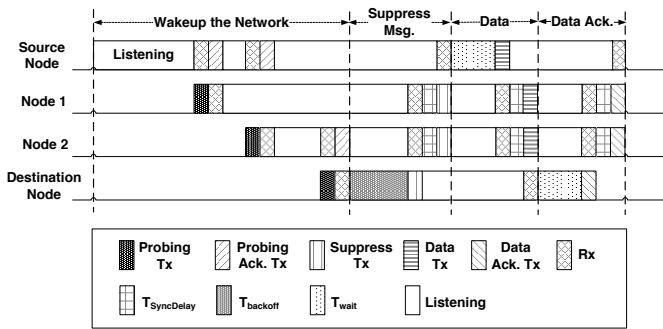 Wakeup the Network
Suppress Msg.
Data
Data Ack.
Source Node
Listening
Node 1
Node 2
Destination Node
Probing Tx
Probing Ack. Tx
Suppress Tx
Data Tx
Data Ack. Tx
Rx
TSyncDelay
Tbackoff
Twait
Listening